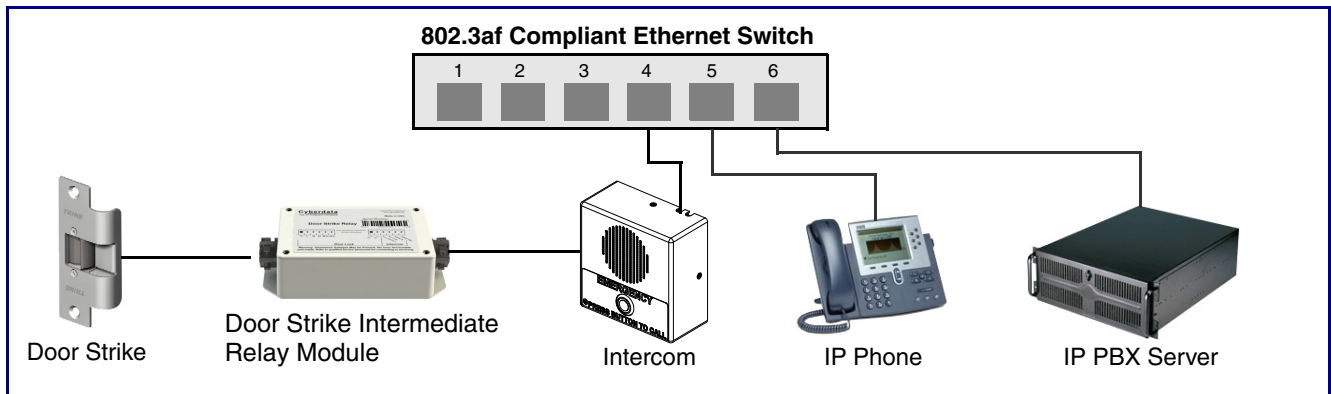 802.3af Compliant Ethernet Switch
1 2 3 4 5 6
Cyberdata
Door Strike Relay
EMERGENCY
PRESS BUTTON TO CALL
Door Strike
Door Strike Intermediate
Relay Module
Intercom
IP Phone
IP PBX Server